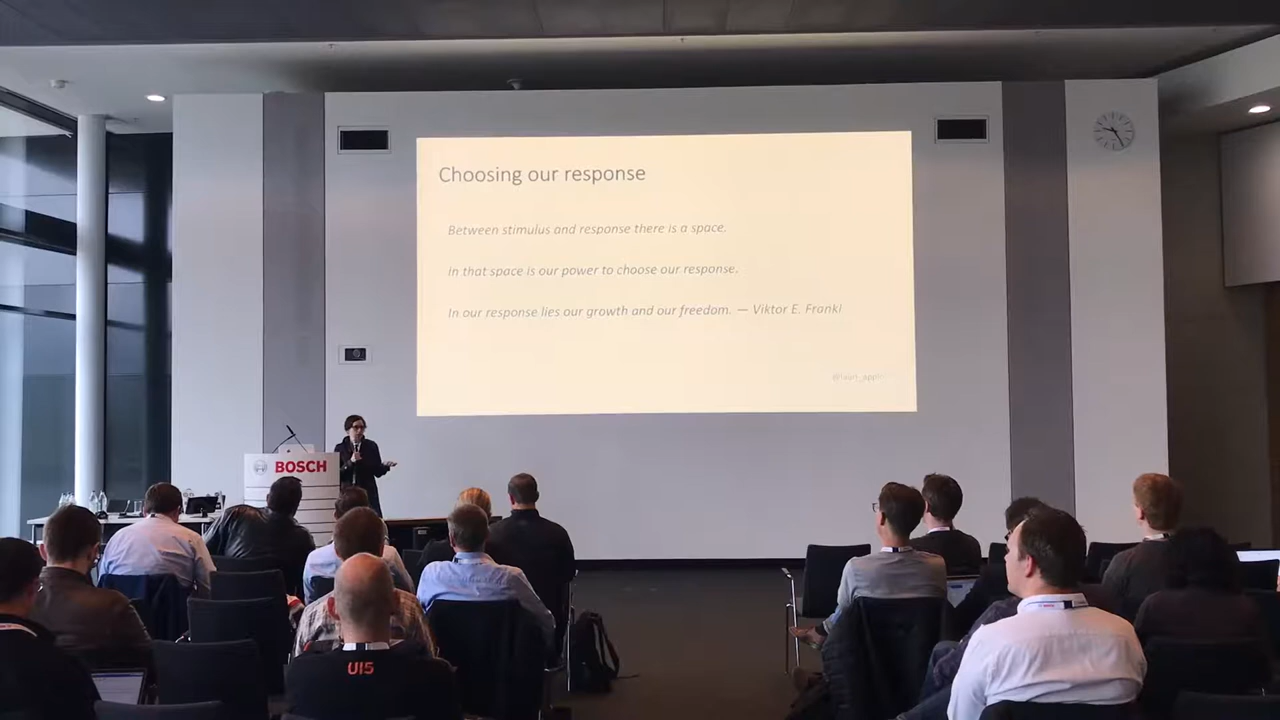 Choosing our response
Between stimulus and response there is a space.
In that space is our power to choose our response.
In our response lies our growth and our freedom. — Viktor E. Frankl
BOSCH
UI5